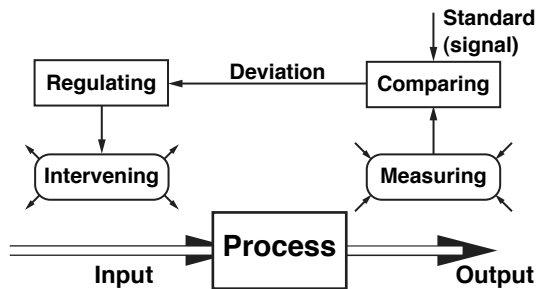 Standard
(signal)
Regulating
Deviation
Comparing
Intervening
Measuring
Process
Input
Output